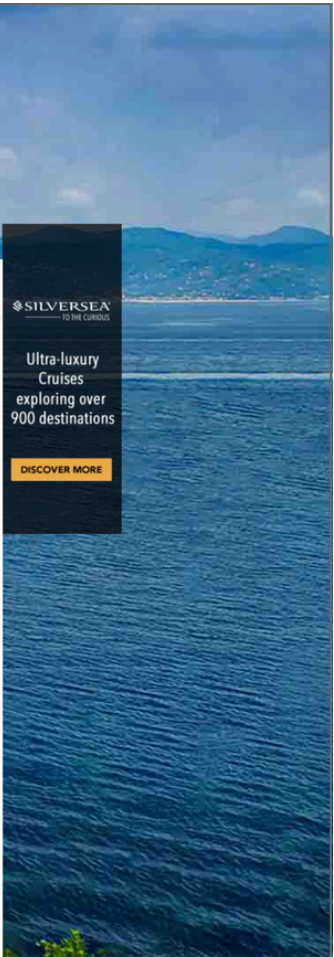 SILVERSEA
TO THE CURIOUS
Ultra-luxury
Cruises
exploring over
900 destinations
DISCOVER MORE